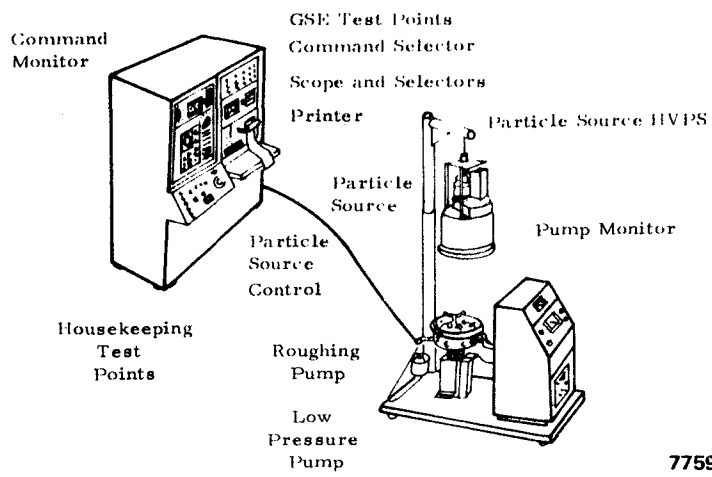 GSE Test Points
Command
Monitor
Command Selector
Scope and Selectors
Printer
Particle Source HVPS
Particle
Source
Pump Monitor
Particle
Source
Control
Housekeeping
Test
Points
Roughing
Pump
Low
Pressure
Pump
7759